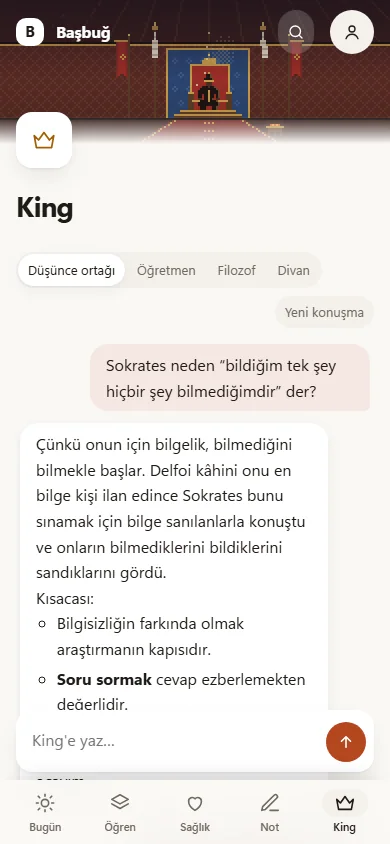 B Başbuğ
King
Düşünce ortağı Öğretmen Filozof Divan
Yeni konuşma
Sokrates neden “bildiğim tek şey
hiçbir şey bilmediğimdir” der?
Çünkü onun için bilgelik, bilmediğini
bilmekle başlar. Delfoi kâhini onu en
bilge kişi ilan edince Sokrates bunu
sınamak için bilge sanılanlarla konuştu
ve onların bilmediklerini bildiklerini
sandıklarını gördü.
Kısacası:
Bilgisizliğin farkında olmak
araştırmanın kapısıdır.
Soru sormak cevap ezberlemekten
değerlidir.
King'e yaz...
Bugün Öğren Sağlık Not King